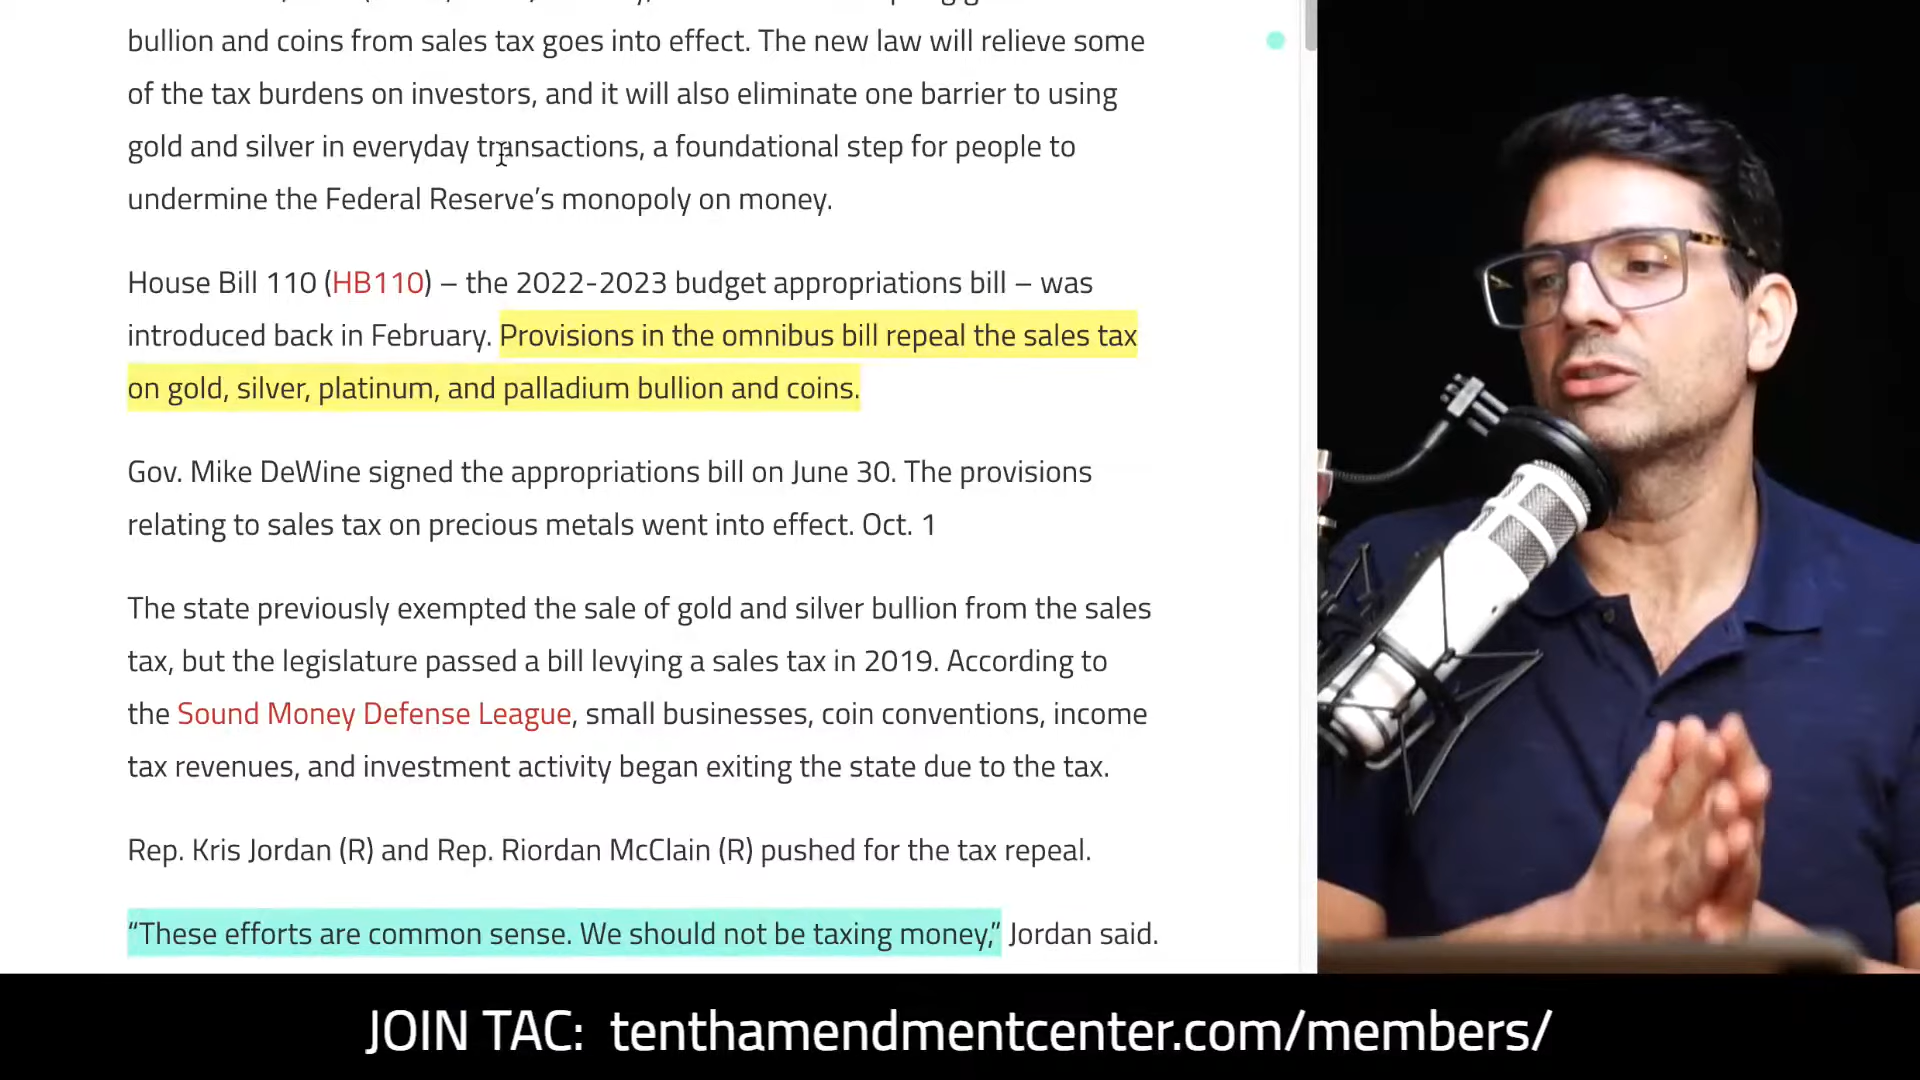 bullion and coins from sales tax goes into effect. The new law will relieve some
of the tax burdens on investors, and it will also eliminate one barrier to using
gold and silver in everyday transactions, a foundational step for people to
undermine the Federal Reserve’s monopoly on money.
House Bill 110 (HB110) – the 2022-2023 budget appropriations bill – was
introduced back in February. Provisions in the omnibus bill repeal the sales tax
on gold, silver, platinum, and palladium bullion and coins.
Gov. Mike DeWine signed the appropriations bill on June 30. The provisions
relating to sales tax on precious metals went into effect. Oct. 1
The state previously exempted the sale of gold and silver bullion from the sales
tax, but the legislature passed a bill levying a sales tax in 2019. According to
the Sound Money Defense League, small businesses, coin conventions, income
tax revenues, and investment activity began exiting the state due to the tax.
Rep. Kris Jordan (R) and Rep. Riordan McClain (R) pushed for the tax repeal.
“These efforts are common sense. We should not be taxing money,” Jordan said.
JOIN TAC: tenthamendmentcenter.com/members/